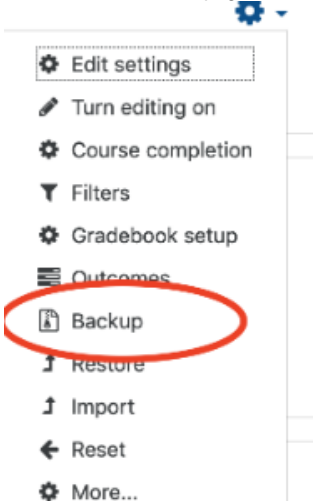 Edit settings
Turn editing on
Course completion
Filters
Gradebook setup
Outcomes
Backup
Restore
Import
Reset
More...